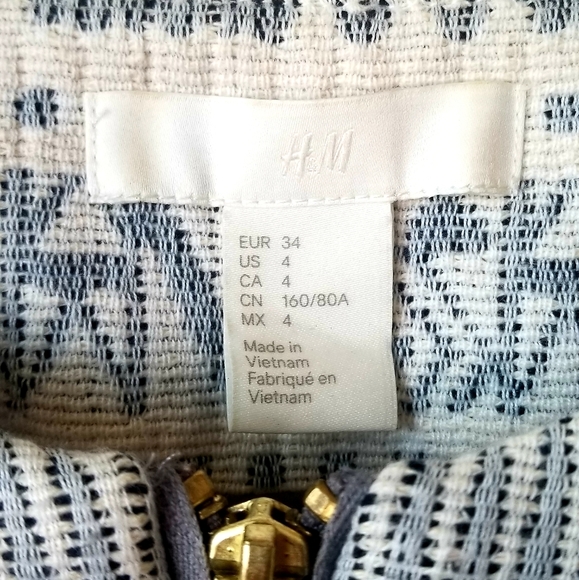 H&M
EUR 34
US 4
CA 4
CN 160/80A
MX 4
Made in
Vietnam
Fabriqué en
Vietnam